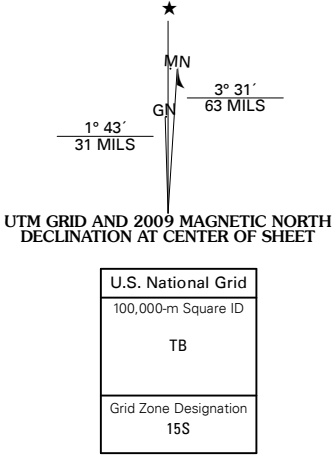 ★
MN
GN
3° 31´
63 MILS
1° 43´
31 MILS
UTM GRID AND 2009 MAGNETIC NORTH
DECLINATION AT CENTER OF SHEET
U.S. National Grid
100,000-m Square ID
TB
Grid Zone Designation
15S